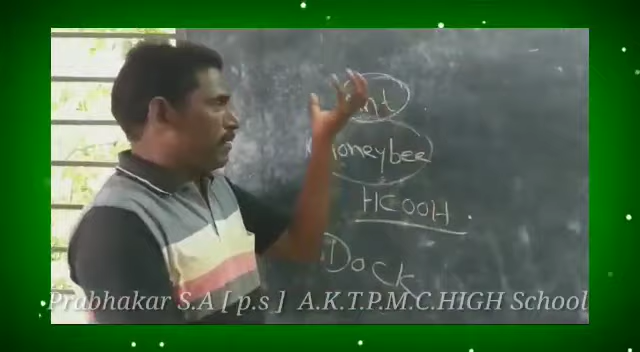 Honeybee
HCOOH.
Dock
Prabhakar S.A [ p.s ] A.K.T.P.M.C.HIGH School